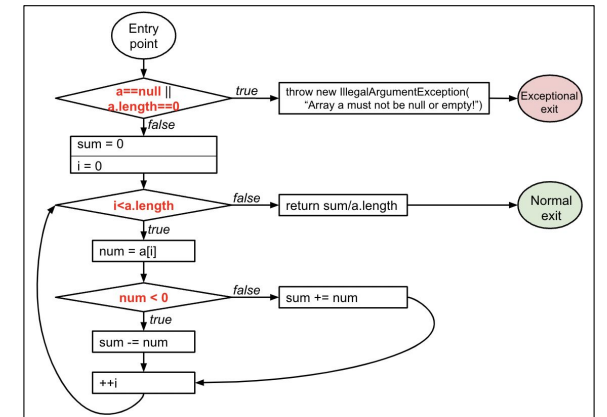 Entry
point
a==null ||
a.length==0
true
throw new IllegalArgumentException(
"Array a must not be null or empty!")
Exceptional
exit
false
sum = 0
i = 0
i<a.length
false
return sum/a.length
Normal
exit
true
num = a[i]
num < 0
false
sum += num
true
sum -= num
++i